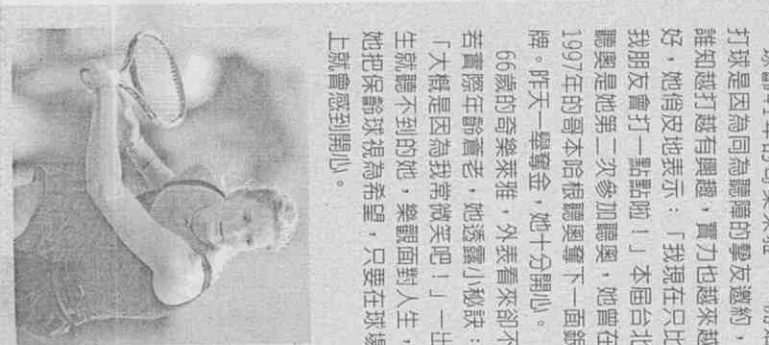 年的奇樂萊雅
打球是因為同為聽障的摯友邀約，
誰知越打越有興趣，實力也越來越
好，她俏皮地表示：「我現在只比
我朋友會打一點點啦！」本屆台北
聽奧是她第二次參加聽奧，她曾在
1997年的哥本哈根聽奧奪下一面銀
牌。昨天一舉奪金，她十分開心。
66歲的奇樂萊雅，外表看來卻不
若實際年齡蒼老，她透露小秘訣：
「大概是因為我常微笑吧！」一出
生就聽不到的她，樂觀面對人生，
她把保齡球視為希望，只要在球場
上就會感到開心。